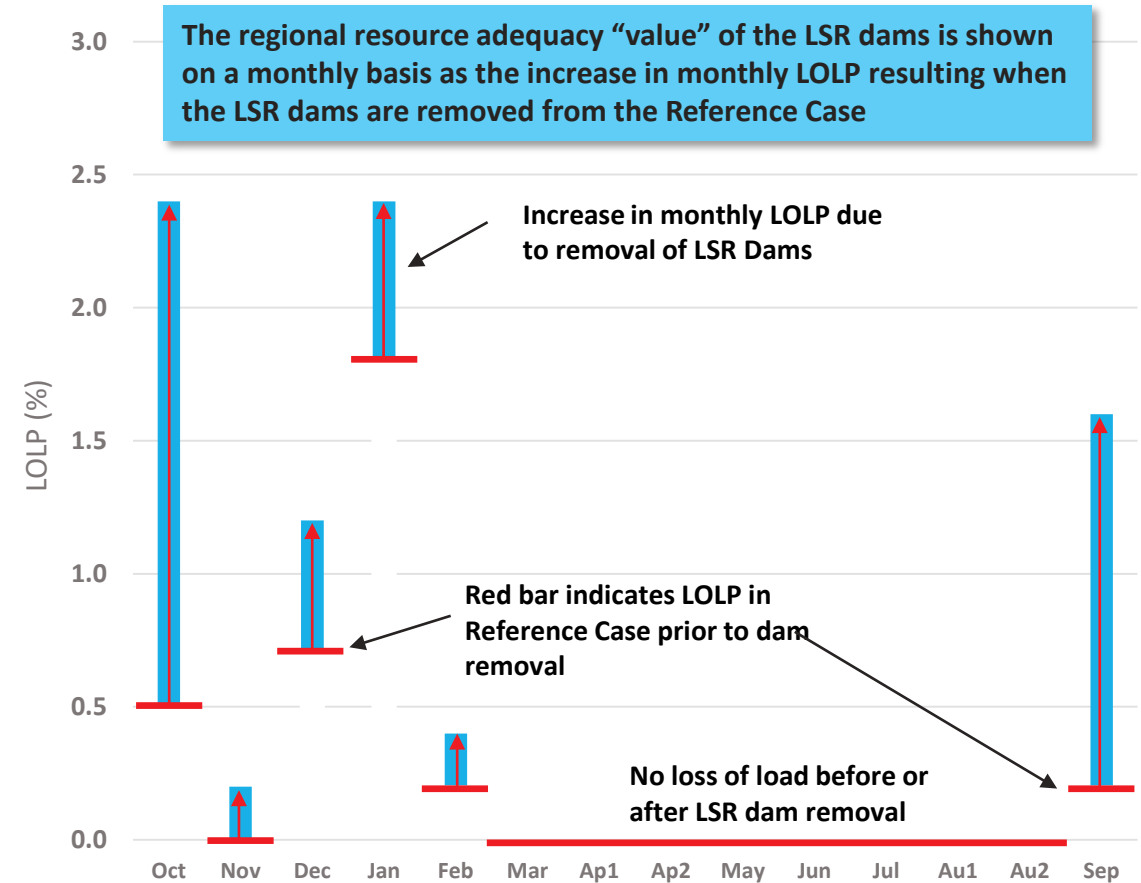 The regional resource adequacy “value” of the LSR dams is shown
on a monthly basis as the increase in monthly LOLP resulting when
the LSR dams are removed from the Reference Case
3.0
2.5
2.0
1.5
1.0
0.5
0.0
LOLP (%)
Increase in monthly LOLP due
to removal of LSR Dams
Red bar indicates LOLP in
Reference Case prior to dam
removal
No loss of load before or
after LSR dam removal
Oct Nov Dec Jan Feb Mar Ap1 Ap2 May Jun Jul Au1 Au2 Sep